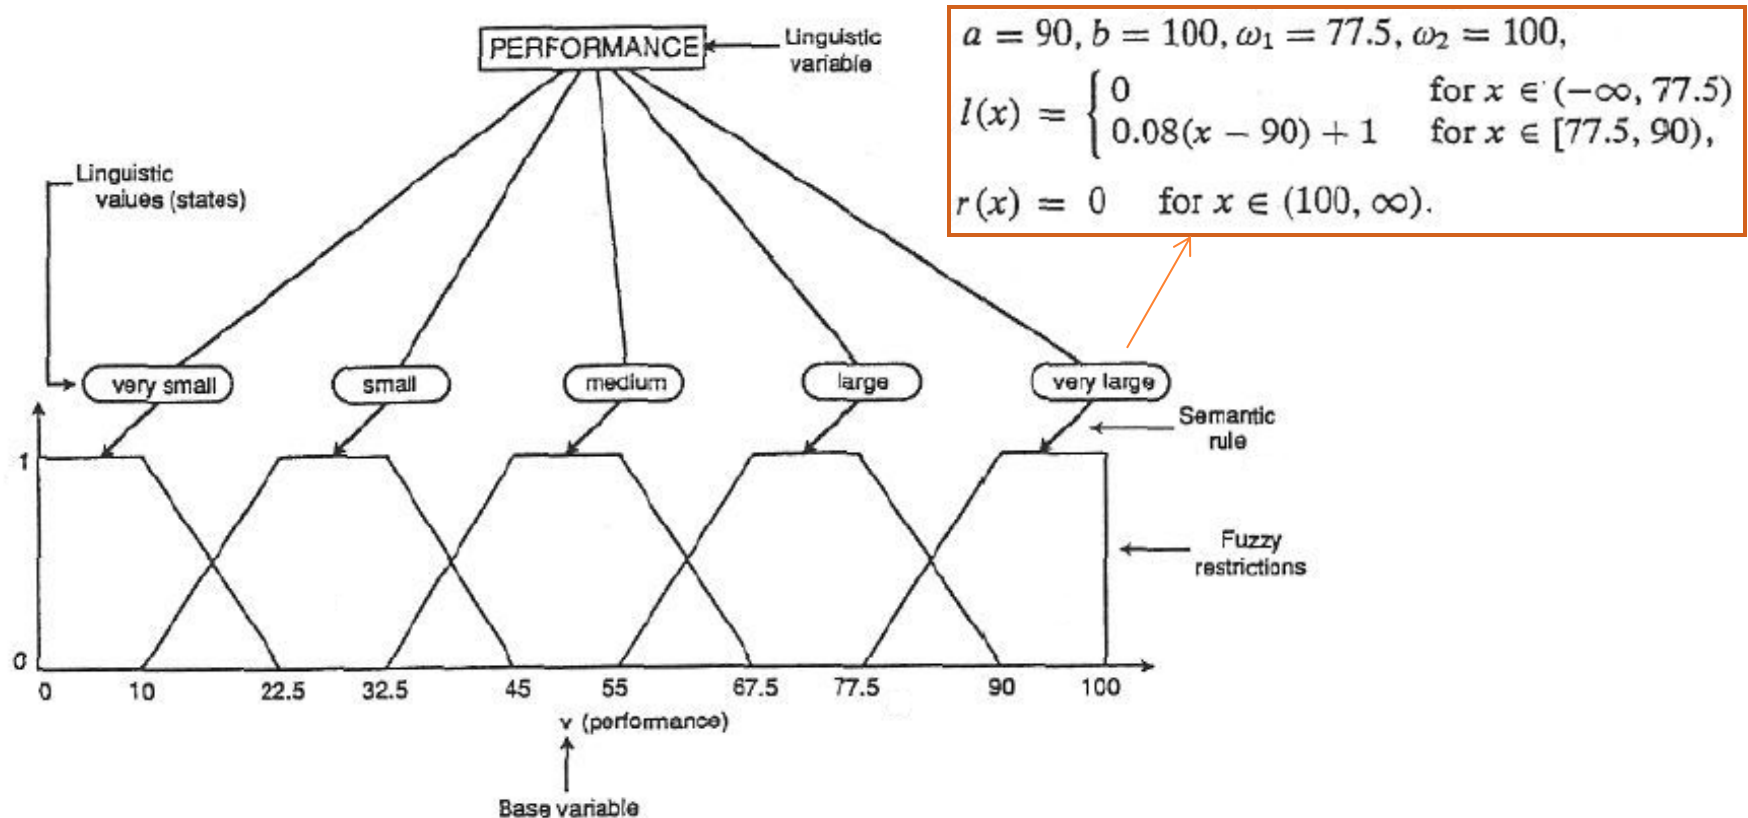 PERFORMANCE
Linguistic
variable
a = 90, b = 100, ω₁ = 77.5, ω₂ = 100,
l(x) = { 0 for x ∈ (−∞, 77.5)
0.08(x − 90) + 1 for x ∈ [77.5, 90),
r(x) = 0 for x ∈ (100, ∞).
Linguistic
values (states)
very small small medium large very large
Semantic
rule
1
Fuzzy
restrictions
0
0 10 22.5 32.5 45 55 67.5 77.5 90 100
v (performance)
Base variable